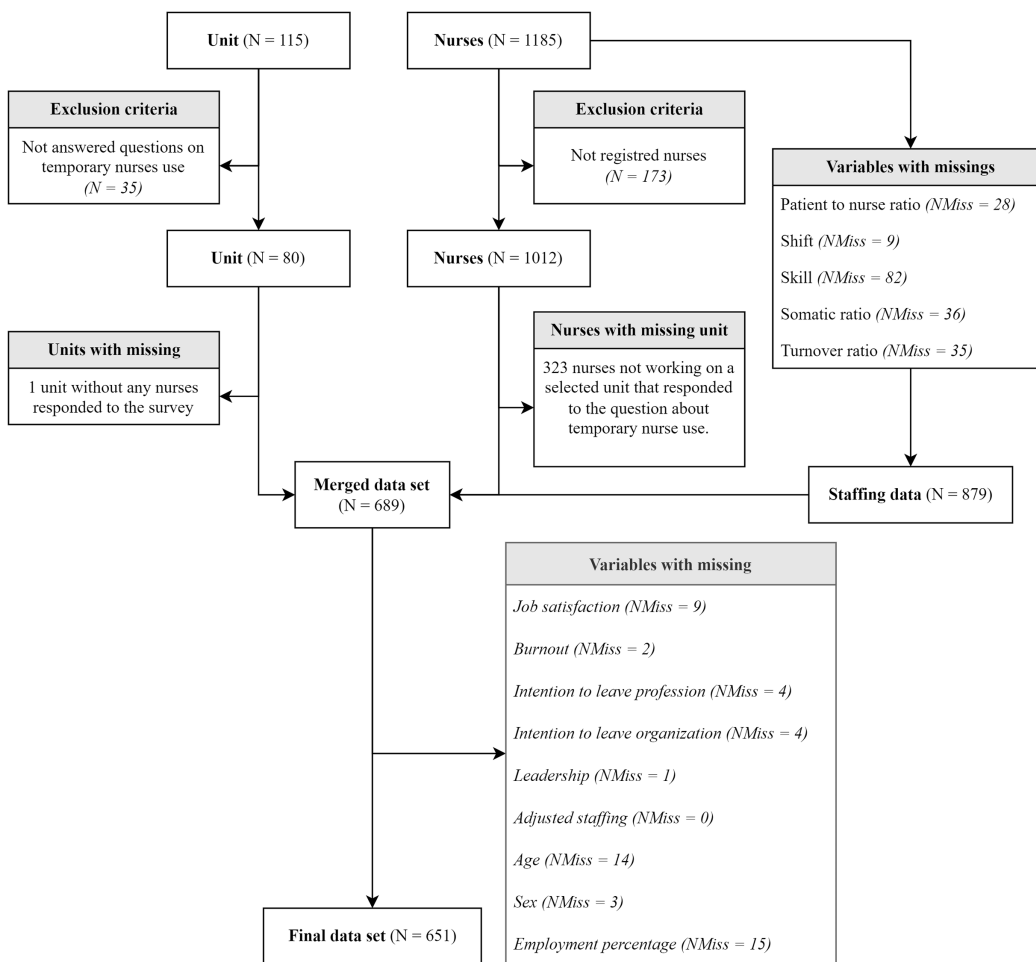 Unit (N = 115)
Nurses (N = 1185)
Exclusion criteria
Not answered questions on
temporary nurses use
(N = 35)
Exclusion criteria
Not registred nurses
(N = 173)
Variables with missings
Patient to nurse ratio (NMiss = 28)
Shift (NMiss = 9)
Skill (NMiss = 82)
Somatic ratio (NMiss = 36)
Turnover ratio (NMiss = 35)
Unit (N = 80)
Nurses (N = 1012)
Units with missing
1 unit without any nurses
responded to the survey
Nurses with missing unit
323 nurses not working on a
selected unit that responded
to the question about
temporary nurse use.
Merged data set
(N = 689)
Staffing data (N = 879)
Variables with missing
Job satisfaction (NMiss = 9)
Burnout (NMiss = 2)
Intention to leave profession (NMiss = 4)
Intention to leave organization (NMiss = 4)
Leadership (NMiss = 1)
Adjusted staffing (NMiss = 0)
Age (NMiss = 14)
Sex (NMiss = 3)
Employment percentage (NMiss = 15)
Final data set (N = 651)